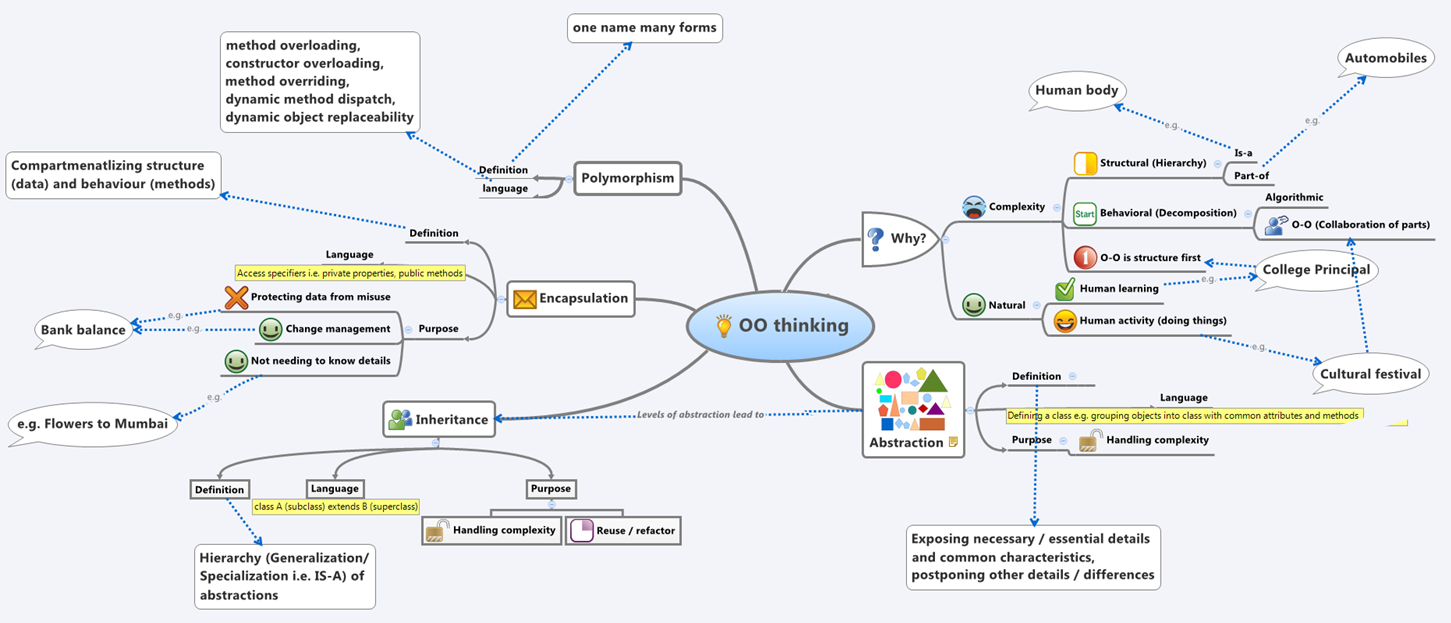 one name many forms
method overloading,
constructor overloading,
method overriding,
dynamic method dispatch,
dynamic object replaceability
Compartmenatlizing structure
(data) and behaviour (methods)
Definition
language
Polymorphism
Definition
Language
Access specifiers i.e. private properties, public methods
Encapsulation
Protecting data from misuse
e.g.
Bank balance
e.g.
Change management
Purpose
Not needing to know details
e.g.
e.g. Flowers to Mumbai
Inheritance
Levels of abstraction lead to
Definition
Language
class A (subclass) extends B (superclass)
Purpose
Handling complexity
Reuse / refactor
Hierarchy (Generalization/
Specialization i.e. IS-A) of
abstractions
OO thinking
Automobiles
Human body
e.g.
e.g.
Is-a
Structural (Hierarchy)
Part-of
Algorithmic
Complexity
Start
Behavioral (Decomposition)
O-O (Collaboration of parts)
?
Why?
1
O-O is structure first
College Principal
Human learning
e.g.
Natural
Human activity (doing things)
e.g.
Cultural festival
Definition
Language
Defining a class e.g. grouping objects into class with common attributes and methods
Abstraction
Purpose
Handling complexity
Exposing necessary / essential details
and common characteristics,
postponing other details / differences